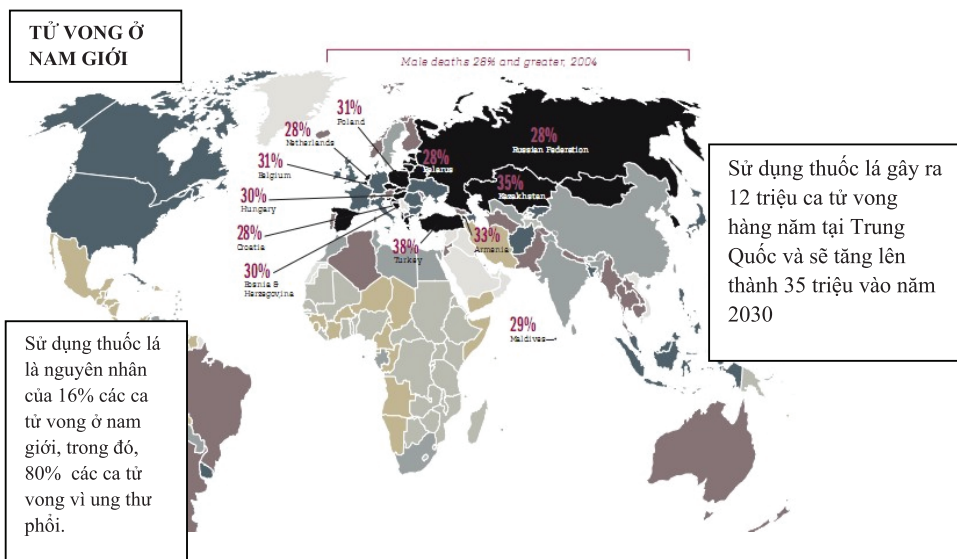 TỬ VONG Ở
NAM GIỚI
Male deaths 28% and greater, 2004
31%
Poland
28%
Netherlands
28%
Russian Federation
28%
Belarus
31%
Belgium
35%
Kazakhstan
30%
Hungary
28%
Croatia
38%
Turkey
33%
Armenia
30%
Bosnia &
Herzegovina
29%
Maldives
Sử dụng thuốc lá gây ra
12 triệu ca tử vong
hàng năm tại Trung
Quốc và sẽ tăng lên
thành 35 triệu vào năm
2030
Sử dụng thuốc lá
là nguyên nhân
của 16% các ca
tử vong ở nam
giới, trong đó,
80% các ca tử
vong vì ung thư
phổi.